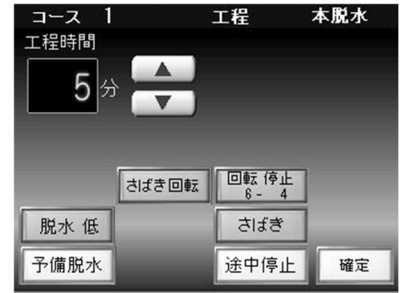 コース 1 工程 本脱水
工程時間
5 分
▲
▼
さばき回転
回転 停止
6 - 4
脱水 低
さばき
予備脱水
途中停止
確定